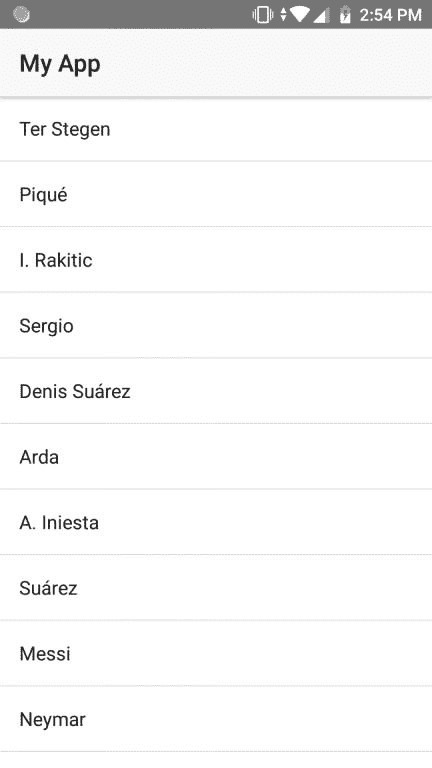 2:54 PM
My App
Ter Stegen
Piqué
I. Rakitic
Sergio
Denis Suárez
Arda
A. Iniesta
Suárez
Messi
Neymar